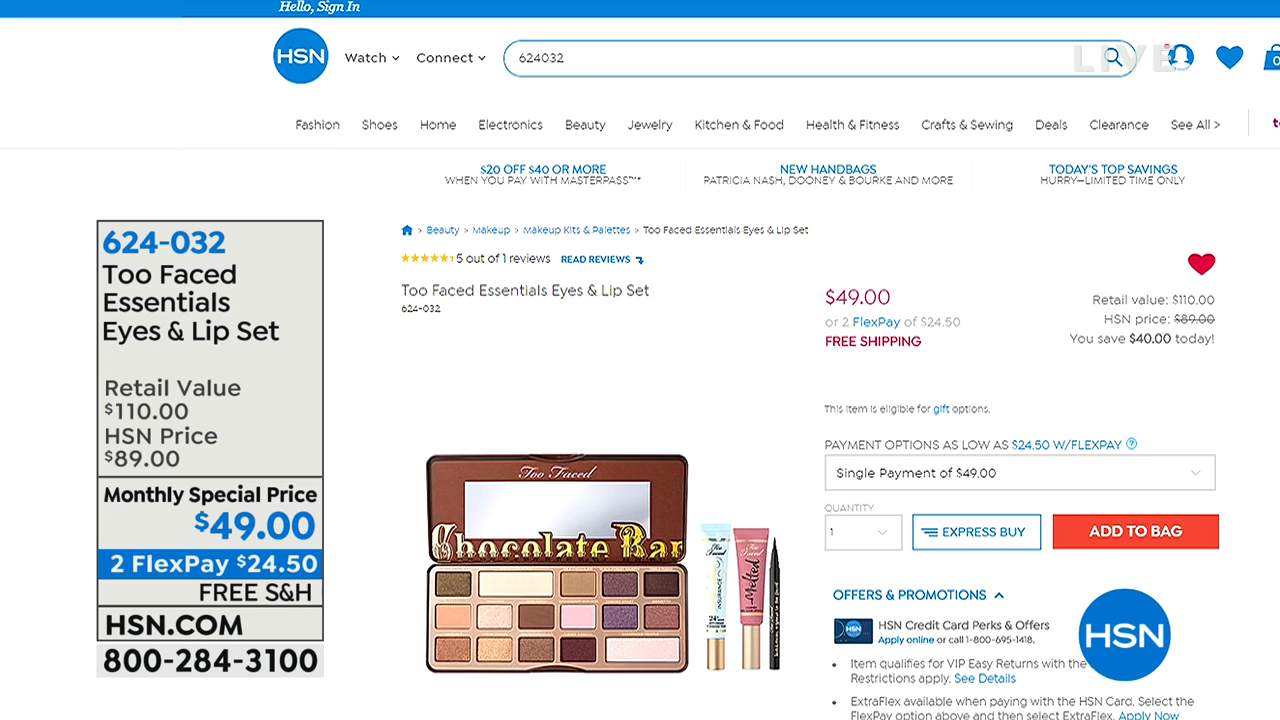 Hello, Sign In
HSN
Watch
Connect
624032
LIVE
0
Fashion
Shoes
Home
Electronics
Beauty
Jewelry
Kitchen & Food
Health & Fitness
Crafts & Sewing
Deals
Clearance
See All >
$20 OFF $40 OR MORE
WHEN YOU PAY WITH MASTERPASS™*
NEW HANDBAGS
PATRICIA NASH, DOONEY & BOURKE AND MORE
TODAY'S TOP SAVINGS
HURRY—LIMITED TIME ONLY
624-032
Too Faced
Essentials
Eyes & Lip Set
Retail Value
$110.00
HSN Price
$89.00
Monthly Special Price
$49.00
2 FlexPay $24.50
FREE S&H
HSN.COM
800-284-3100
> Beauty > Makeup > Makeup Kits & Palettes > Too Faced Essentials Eyes & Lip Set
5 out of 1 reviews READ REVIEWS
Too Faced Essentials Eyes & Lip Set
624-032
$49.00
or 2 FlexPay of $24.50
FREE SHIPPING
Retail value: $110.00
HSN price: $89.00
You save $40.00 today!
This item is eligible for gift options.
PAYMENT OPTIONS AS LOW AS $24.50 W/FLEXPAY ?
Single Payment of $49.00
QUANTITY
1
EXPRESS BUY
ADD TO BAG
Too Faced
Chocolate Bar
Too Faced
INSURANCE
Too Faced
Melted
OFFERS & PROMOTIONS
HSN
HSN Credit Card Perks & Offers
Apply online or call 1-800-695-1418.
• Item qualifies for VIP Easy Returns with the
Restrictions apply. See Details
• ExtraFlex available when paying with the HSN Card. Select the
FlexPay option above and then select ExtraFlex. Apply Now
HSN